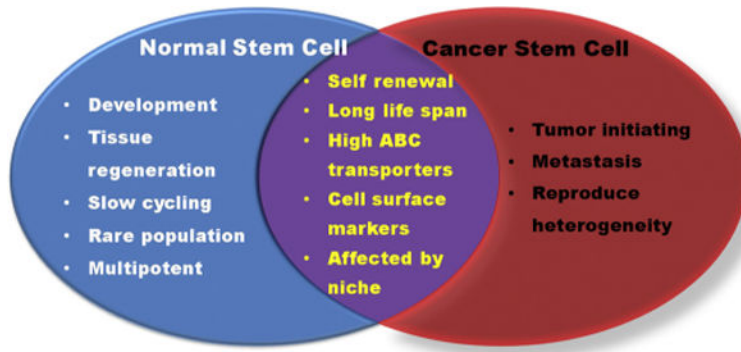 Normal Stem Cell
• Development
• Tissue
regeneration
• Slow cycling
• Rare population
• Multipotent
• Self renewal
• Long life span
• High ABC
transporters
• Cell surface
markers
• Affected by
niche
Cancer Stem Cell
• Tumor initiating
• Metastasis
• Reproduce
heterogeneity